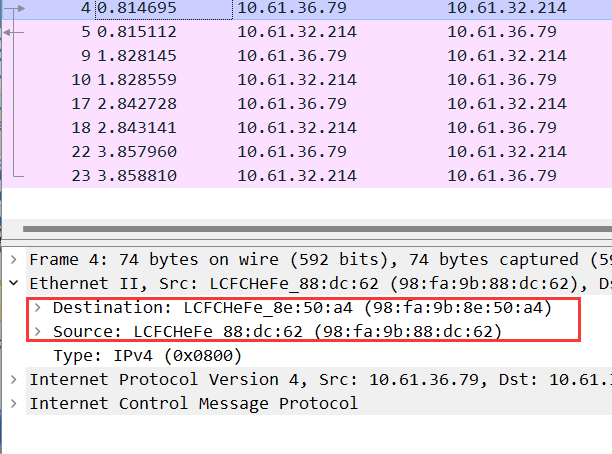 4 0.814695 10.61.36.79 10.61.32.214
5 0.815112 10.61.32.214 10.61.36.79
9 1.828145 10.61.36.79 10.61.32.214
10 1.828559 10.61.32.214 10.61.36.79
17 2.842728 10.61.36.79 10.61.32.214
18 2.843141 10.61.32.214 10.61.36.79
22 3.857960 10.61.36.79 10.61.32.214
23 3.858810 10.61.32.214 10.61.36.79
Frame 4: 74 bytes on wire (592 bits), 74 bytes captured (59
Ethernet II, Src: LCFCHeFe_88:dc:62 (98:fa:9b:88:dc:62), Ds
Destination: LCFCHeFe_8e:50:a4 (98:fa:9b:8e:50:a4)
Source: LCFCHeFe_88:dc:62 (98:fa:9b:88:dc:62)
Type: IPv4 (0x0800)
Internet Protocol Version 4, Src: 10.61.36.79, Dst: 10.61.
Internet Control Message Protocol